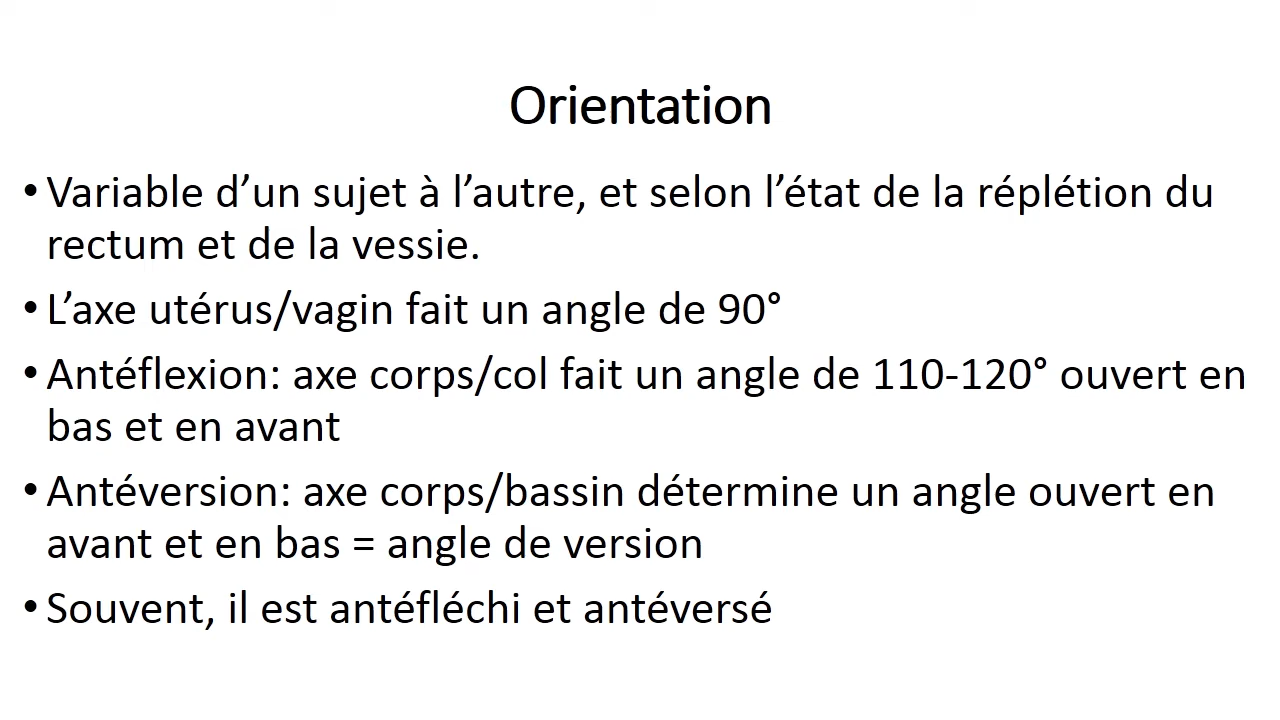 Orientation
• Variable d’un sujet à l’autre, et selon l’état de la réplétion du
rectum et de la vessie.
• L’axe utérus/vagin fait un angle de 90°
• Antéflexion: axe corps/col fait un angle de 110-120° ouvert en
bas et en avant
• Antéversion: axe corps/bassin détermine un angle ouvert en
avant et en bas = angle de version
• Souvent, il est antéfléchi et antéversé